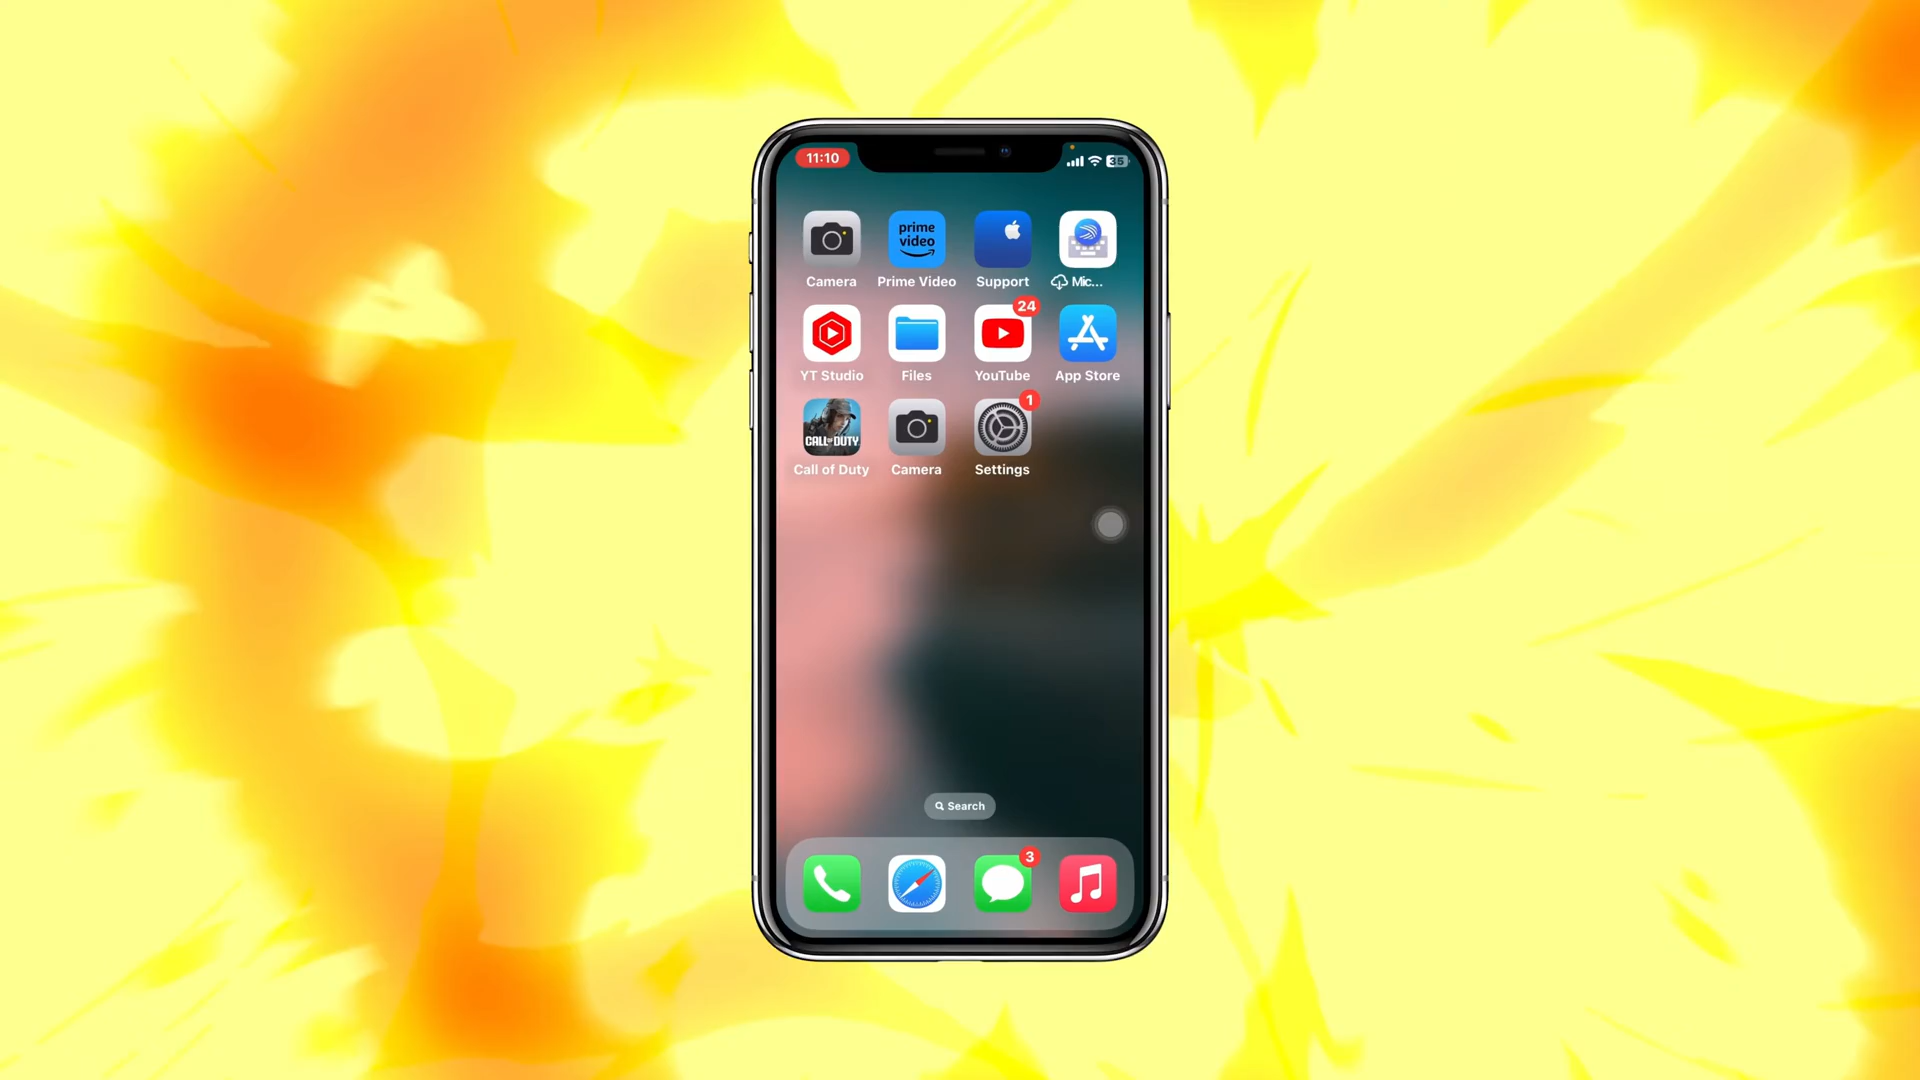 11:10
35
prime video
Camera Prime Video Support Mic...
24
YT Studio Files YouTube App Store
1
CALL OF DUTY
Call of Duty Camera Settings
Search
3